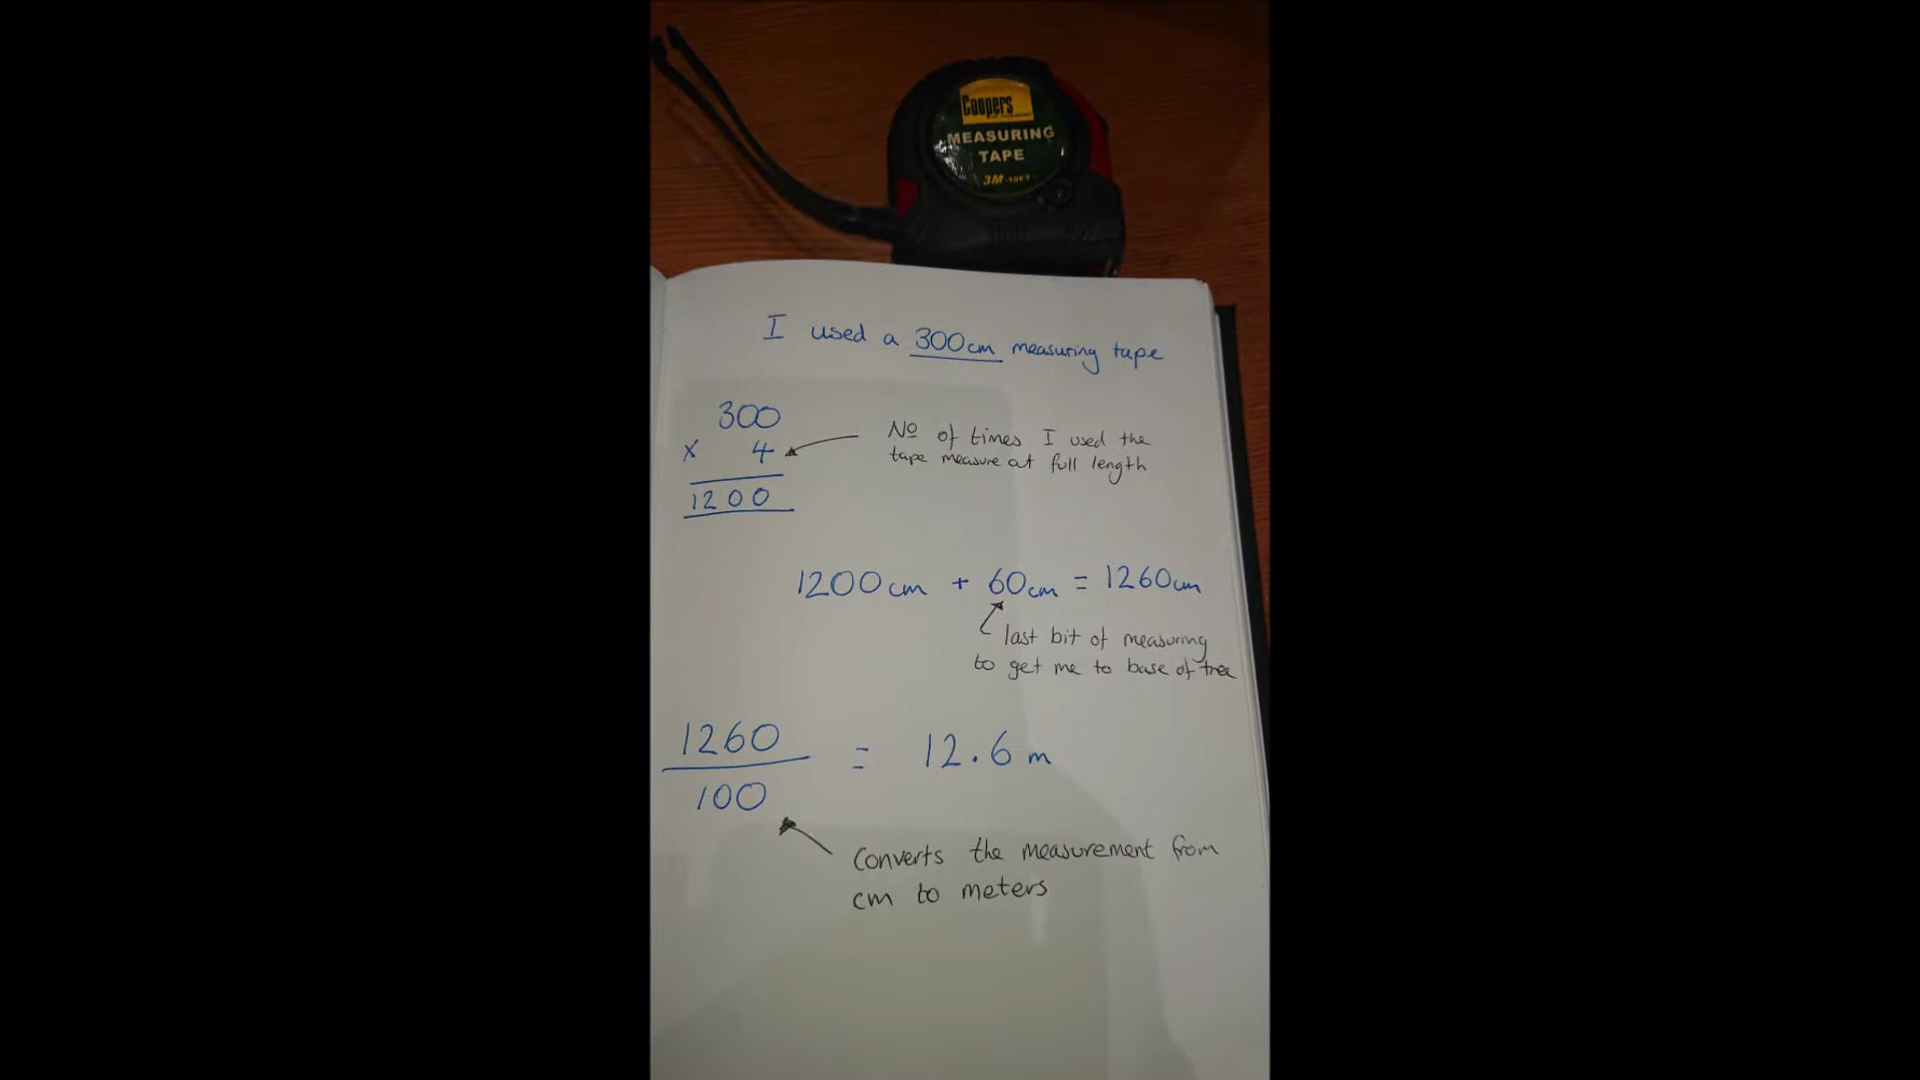 Coopers
MEASURING
TAPE
3M-10FT
I used a 300cm measuring tape
300
x 4
1200
Nº of times I used the
tape measure at full length
1200cm + 60cm = 1260cm
last bit of measuring
to get me to base of tree
1260
100
= 12.6 m
Converts the measurement from
cm to meters